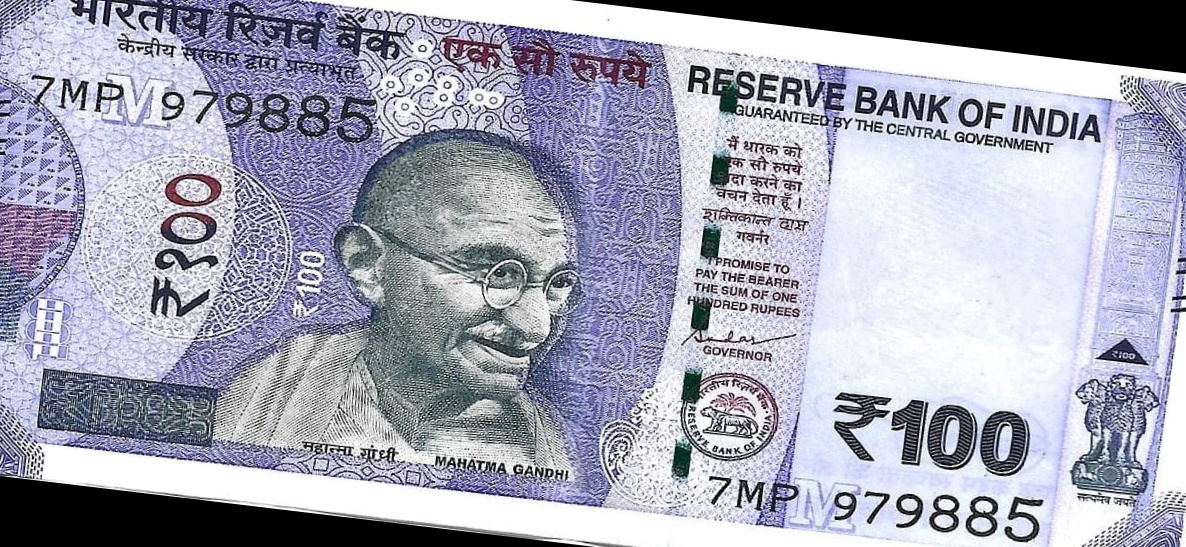 भारतीय रिज़र्व बैंक
एक सौ रुपये
केन्द्रीय सरकार द्वारा प्रत्याभूत
7MP 979885
M
₹१००
₹100
महात्मा गांधी
MAHATMA GANDHI
RESERVE BANK OF INDIA
GUARANTEED BY THE CENTRAL GOVERNMENT
मैं धारक को
एक सौ रुपये
अदा करने का
वचन देता हूँ ।
शक्तिकान्त दास
गवर्नर
I PROMISE TO
PAY THE BEARER
THE SUM OF ONE
HUNDRED RUPEES
GOVERNOR
भारतीय रिज़र्व बैंक
RESERVE BANK OF INDIA
₹100
₹100
सत्यमेव जयते
7MP 979885
M